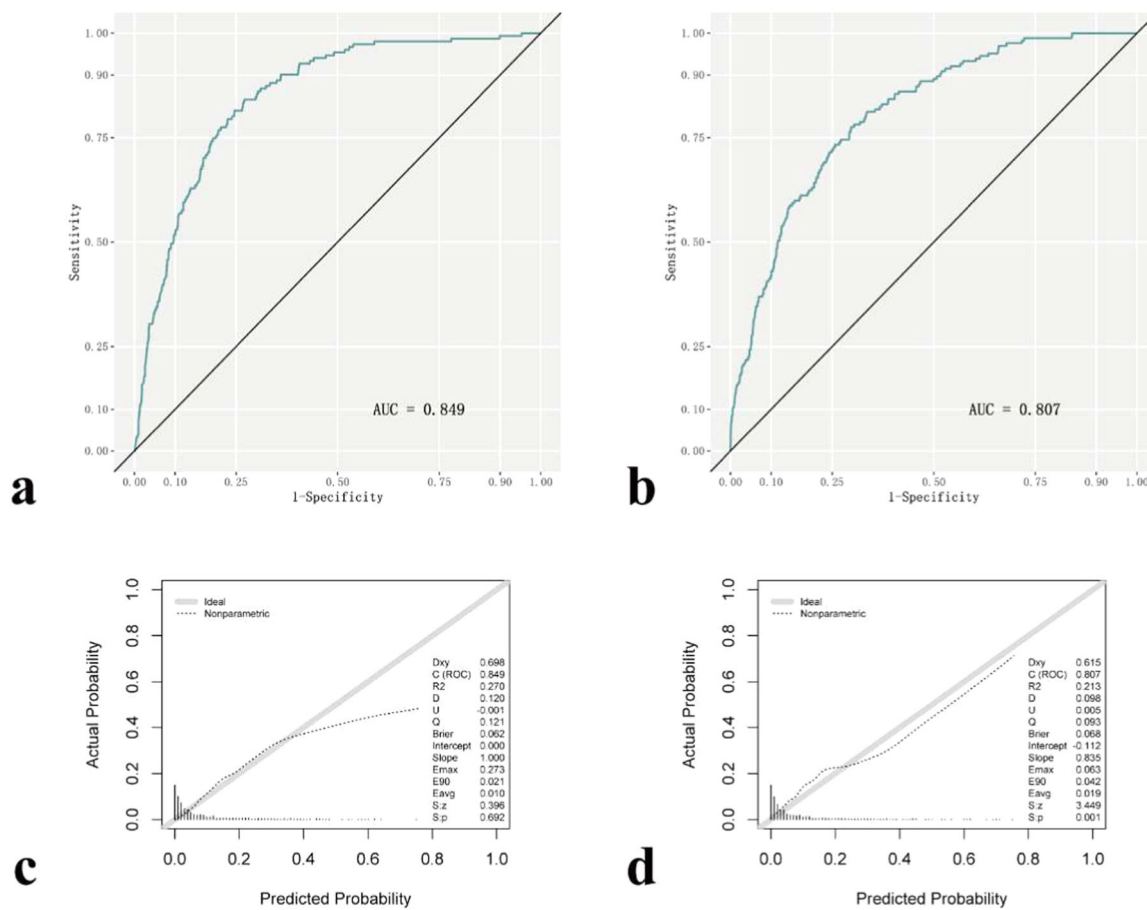 1.00
0.90
0.75
0.50
0.25
0.10
0.00
Sensitivity
AUC = 0.849
0.00 0.10 0.25 0.50 0.75 0.90 1.00
1-Specificity
a
1.00
0.90
0.75
0.50
0.25
0.10
0.00
Sensitivity
AUC = 0.807
0.00 0.10 0.25 0.50 0.75 0.90 1.00
1-Specificity
b
Actual Probability
1.0
0.8
0.6
0.4
0.2
0.0
Ideal
Nonparametric
Dxy 0.698
C (ROC) 0.849
R2 0.270
D 0.120
U -0.001
Q 0.121
Brier 0.062
Intercept 0.000
Slope 1.000
Emax 0.273
E90 0.021
Eavg 0.010
S:z 0.396
S:p 0.692
0.0 0.2 0.4 0.6 0.8 1.0
Predicted Probability
c
Actual Probability
1.0
0.8
0.6
0.4
0.2
0.0
Ideal
Nonparametric
Dxy 0.615
C (ROC) 0.807
R2 0.213
D 0.098
U 0.005
Q 0.093
Brier 0.068
Intercept -0.112
Slope 0.835
Emax 0.063
E90 0.042
Eavg 0.019
S:z 3.449
S:p 0.001
0.0 0.2 0.4 0.6 0.8 1.0
Predicted Probability
d